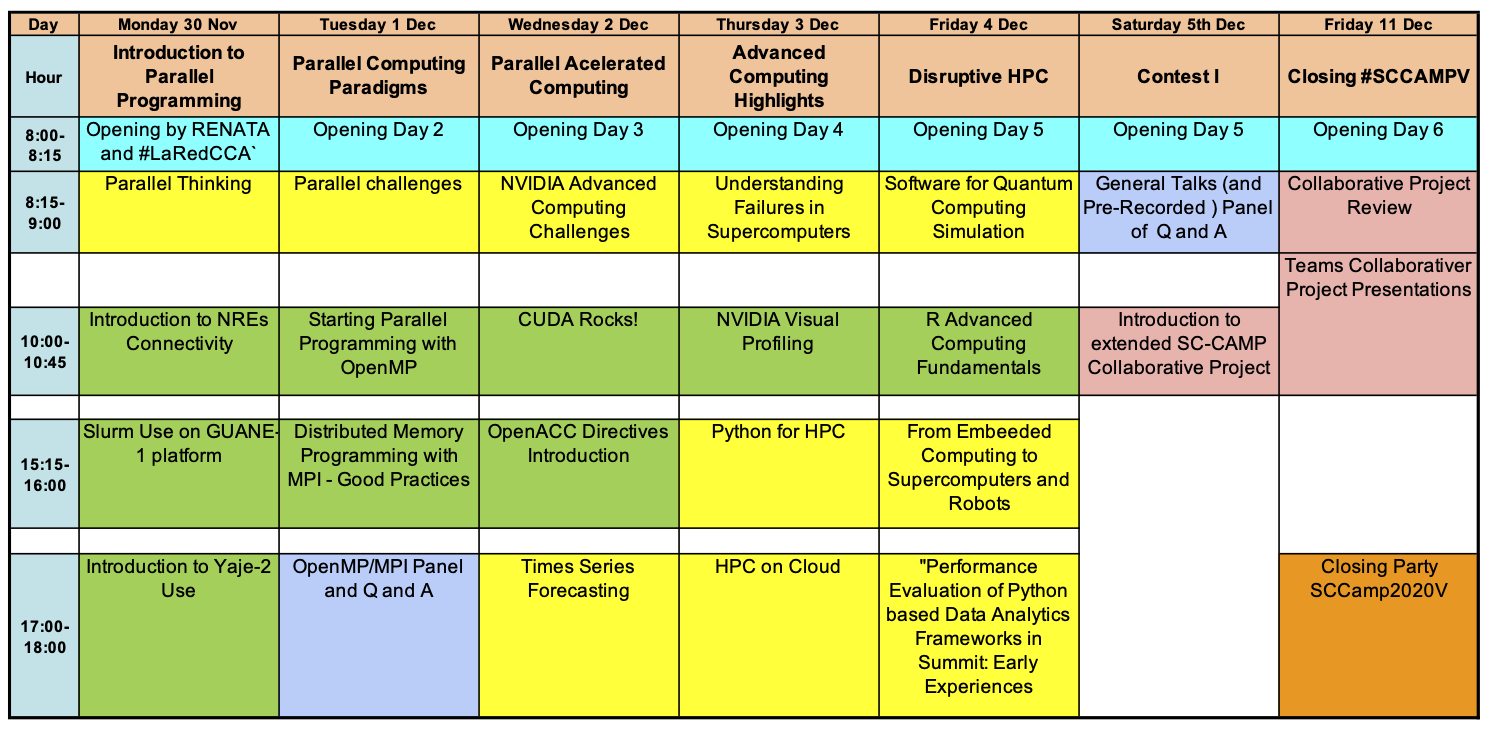 Day
Monday 30 Nov
Tuesday 1 Dec
Wednesday 2 Dec
Thursday 3 Dec
Friday 4 Dec
Saturday 5th Dec
Friday 11 Dec
Hour
Introduction to
Parallel
Programming
Parallel Computing
Paradigms
Parallel Acelerated
Computing
Advanced
Computing
Highlights
Disruptive HPC
Contest I
Closing #SCCAMPV
8:00-
8:15
Opening by RENATA
and #LaRedCCA`
Opening Day 2
Opening Day 3
Opening Day 4
Opening Day 5
Opening Day 5
Opening Day 6
8:15-
9:00
Parallel Thinking
Parallel challenges
NVIDIA Advanced
Computing
Challenges
Understanding
Failures in
Supercomputers
Software for Quantum
Computing
Simulation
General Talks (and
Pre-Recorded ) Panel
of Q and A
Collaborative Project
Review
Teams Collaborativer
Project Presentations
10:00-
10:45
Introduction to NREs
Connectivity
Starting Parallel
Programming with
OpenMP
CUDA Rocks!
NVIDIA Visual
Profiling
R Advanced
Computing
Fundamentals
Introduction to
extended SC-CAMP
Collaborative Project
15:15-
16:00
Slurm Use on GUANE-
1 platform
Distributed Memory
Programming with
MPI - Good Practices
OpenACC Directives
Introduction
Python for HPC
From Embeeded
Computing to
Supercomputers and
Robots
17:00-
18:00
Introduction to Yaje-2
Use
OpenMP/MPI Panel
and Q and A
Times Series
Forecasting
HPC on Cloud
"Performance
Evaluation of Python
based Data Analytics
Frameworks in
Summit: Early
Experiences
Closing Party
SCCamp2020V